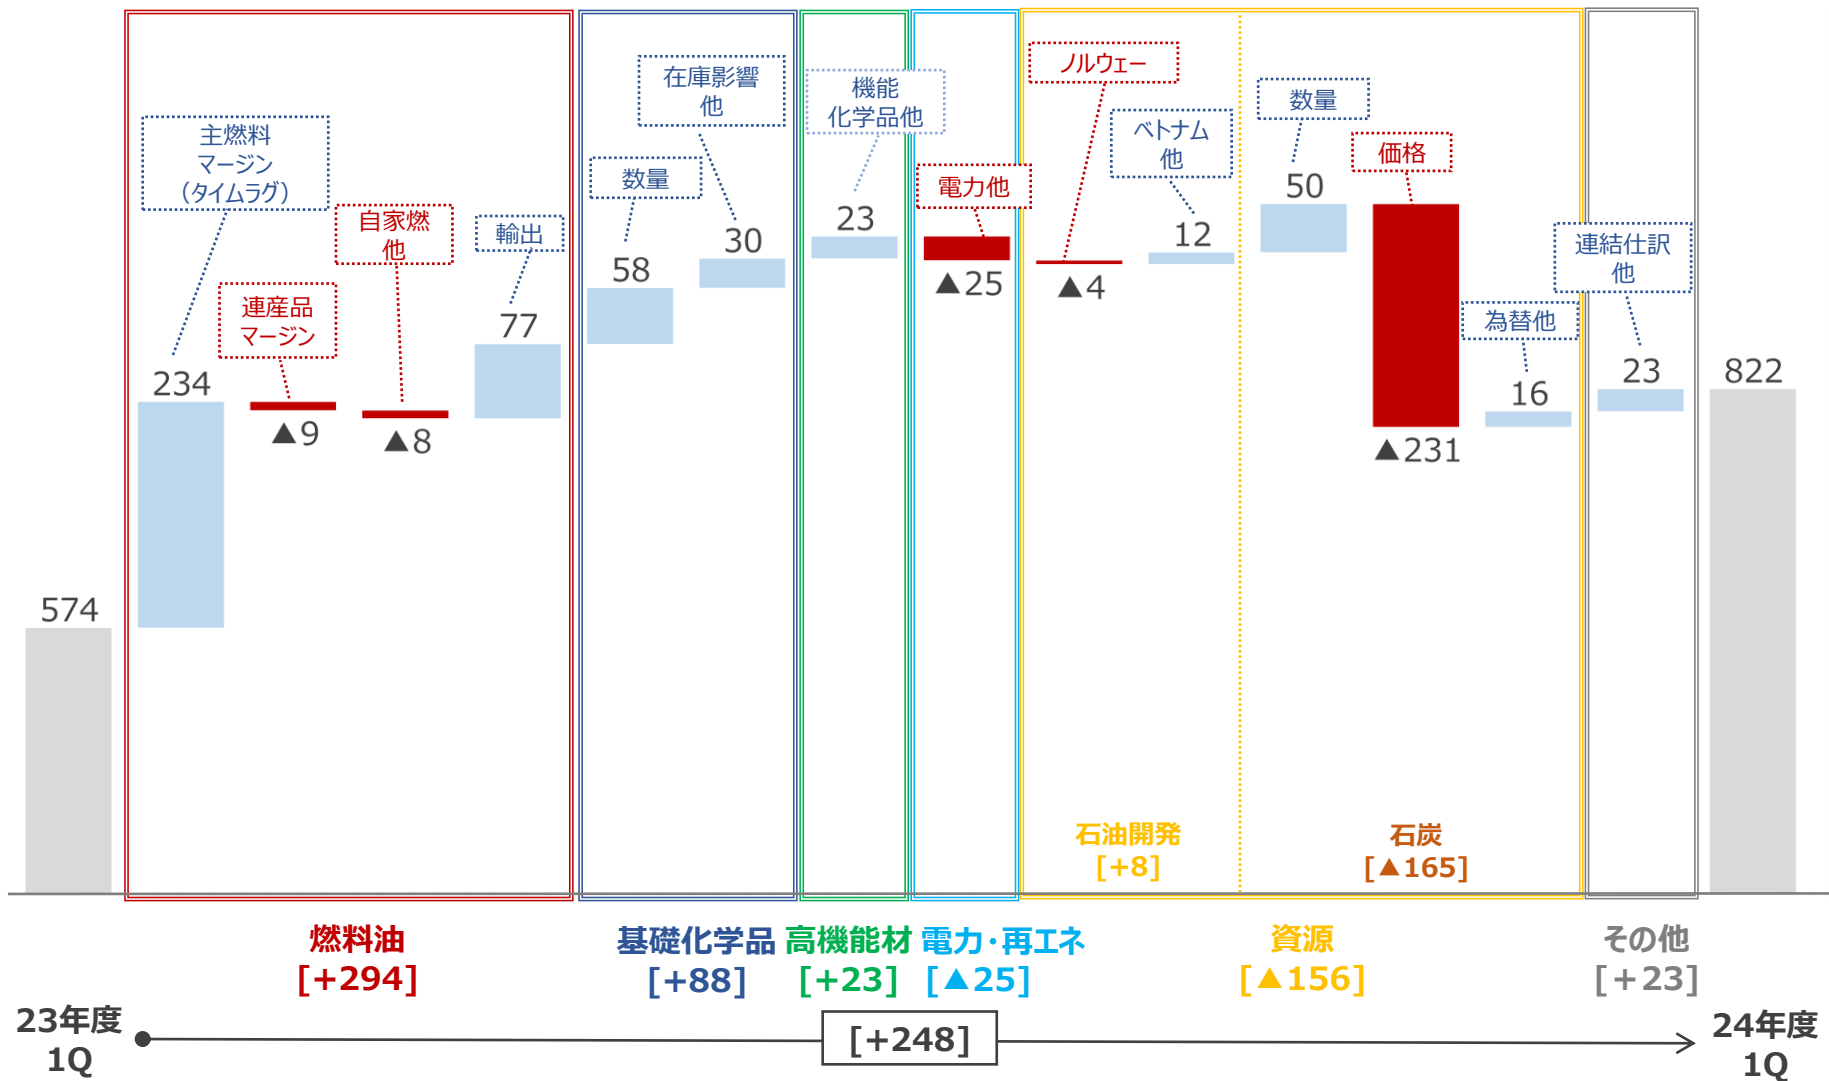 574
主燃料
マージン
（タイムラグ）
234
連産品
マージン
▲9
自家燃
他
▲8
輸出
77
数量
58
在庫影響
他
30
機能
化学品他
23
電力他
▲25
ノルウェー
▲4
ベトナム
他
12
数量
50
価格
▲231
為替他
16
連結仕訳
他
23
822
石油開発
[+8]
石炭
[▲165]
燃料油
[+294]
基礎化学品
[+88]
高機能材
[+23]
電力・再エネ
[▲25]
資源
[▲156]
その他
[+23]
23年度
1Q
[+248]
24年度
1Q